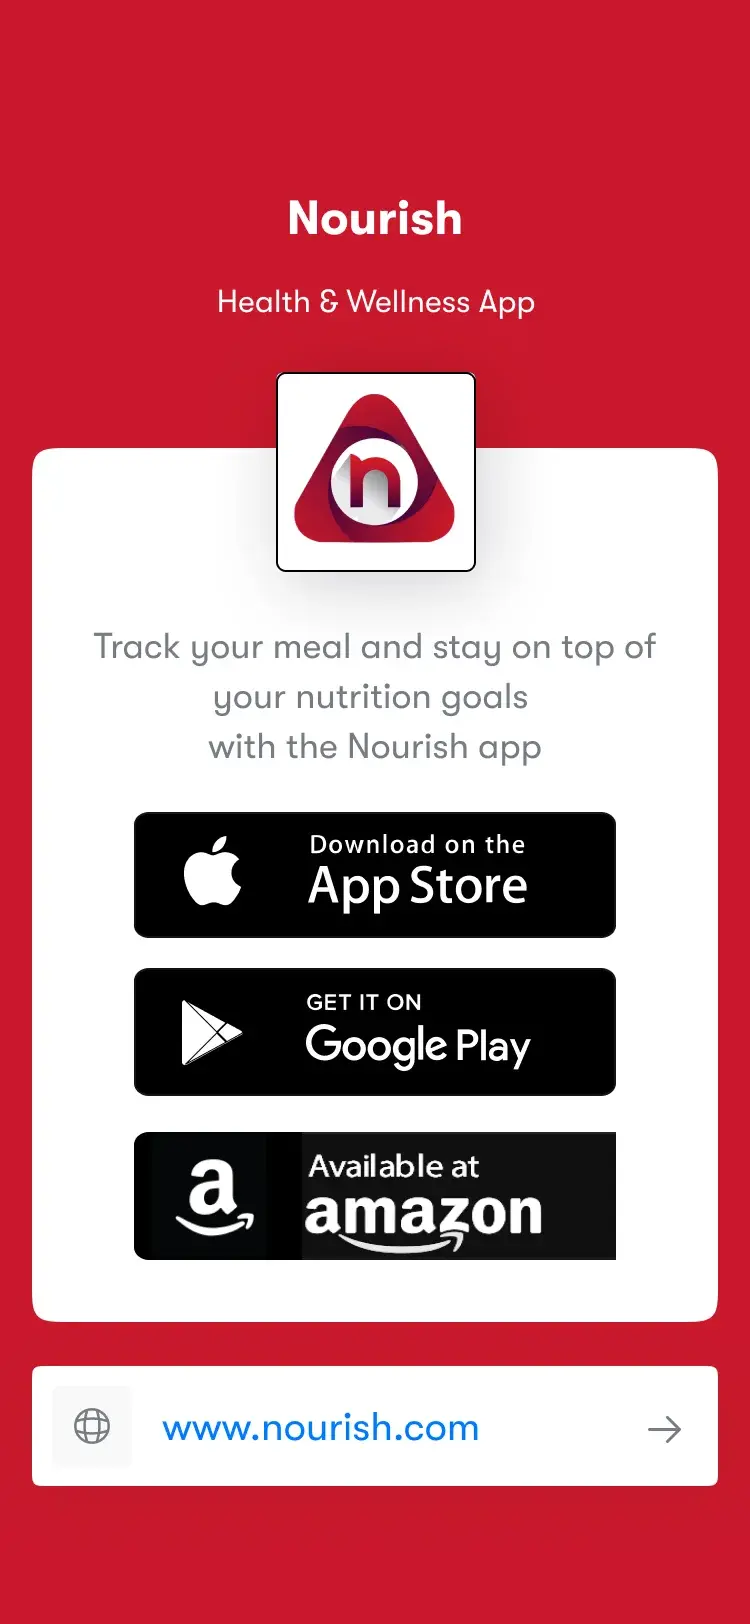 Nourish
Health & Wellness App
n
Track your meal and stay on top of
your nutrition goals
with the Nourish app
Download on the
App Store
GET IT ON
Google Play
a
Available at
amazon
www.nourish.com